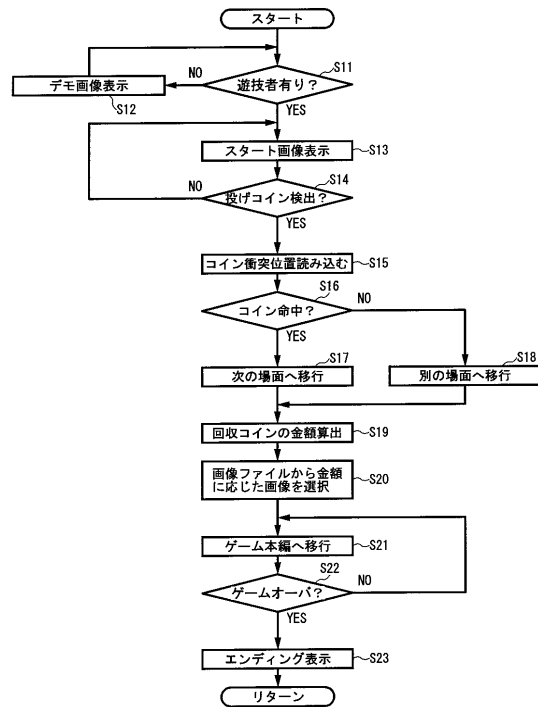 スタート
S11
NO
デモ画像表示
遊技者有り?
S12
YES
スタート画像表示
S13
S14
NO
投げコイン検出?
YES
コイン衝突位置読み込む
S15
S16
NO
コイン命中?
YES
S17
S18
次の場面へ移行
別の場面へ移行
回収コインの金額算出
S19
画像ファイルから金額
に応じた画像を選択
S20
ゲーム本編へ移行
S21
S22
NO
ゲームオーバ?
YES
エンディング表示
S23
リターン